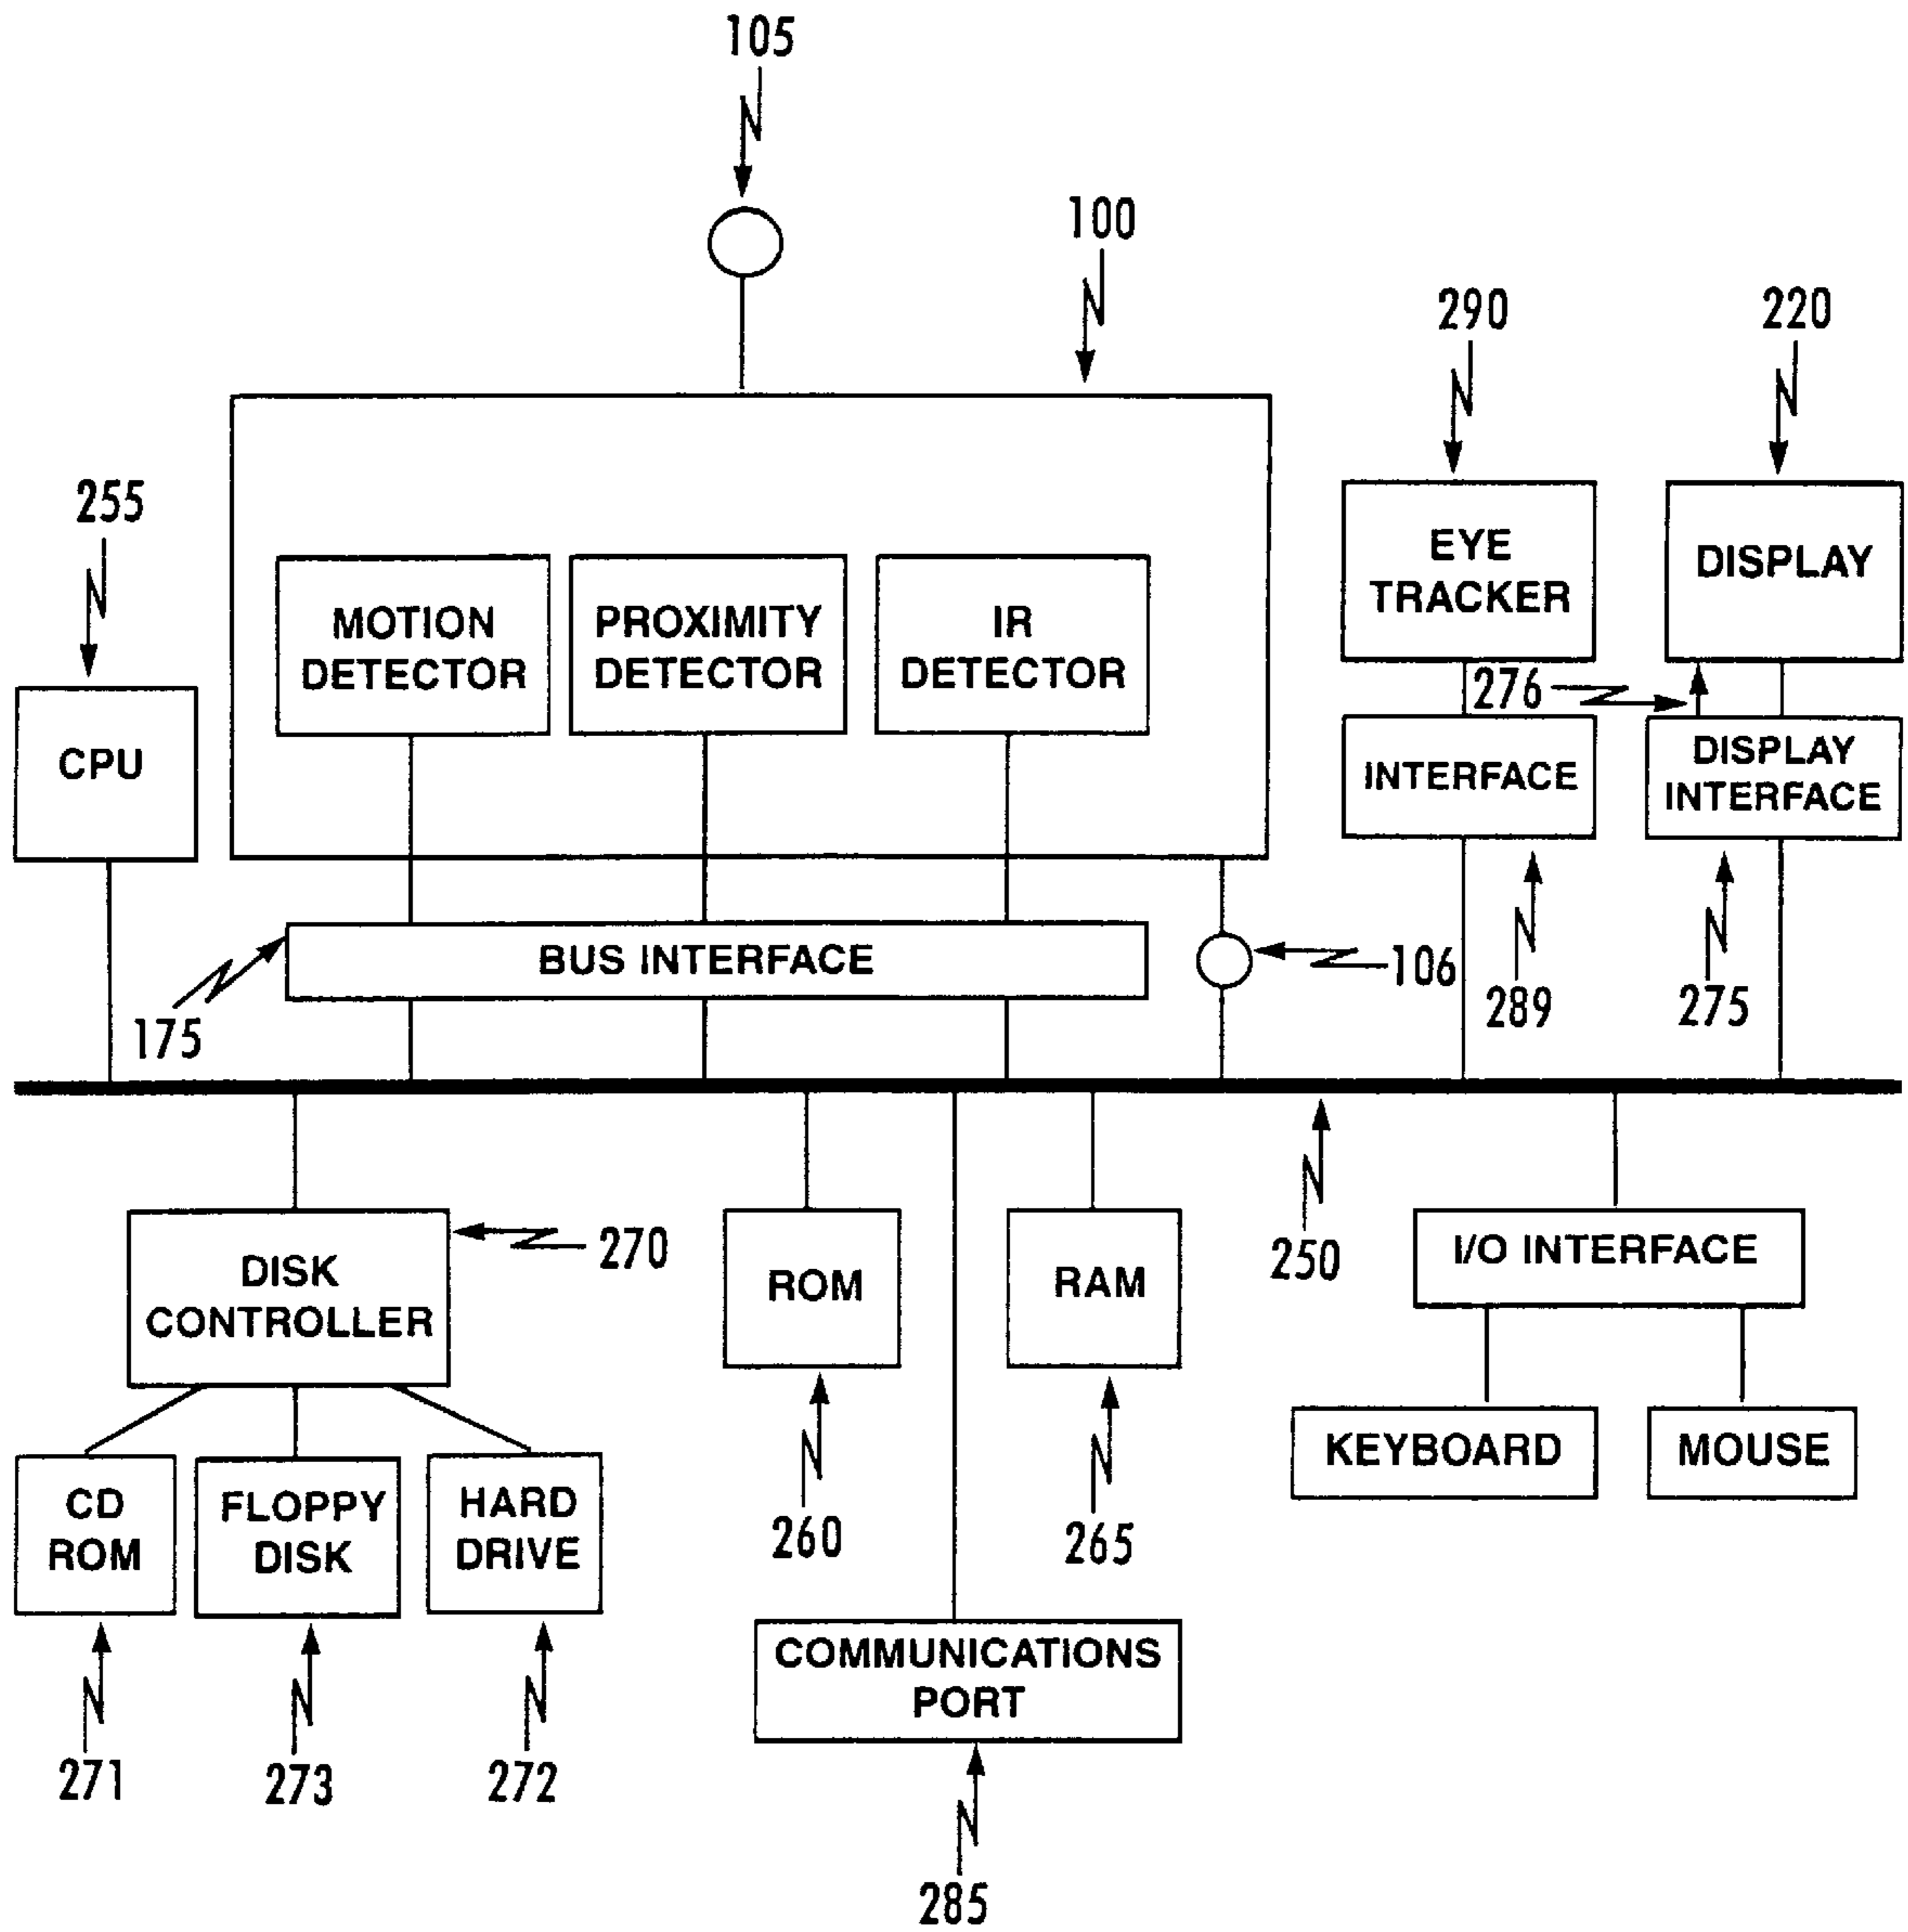 105
100
290
220
255
EYE
TRACKER
DISPLAY
MOTION
DETECTOR
PROXIMITY
DETECTOR
IR
DETECTOR
276
CPU
INTERFACE
DISPLAY
INTERFACE
BUS INTERFACE
106
175
289
275
DISK
CONTROLLER
270
ROM
RAM
250
I/O INTERFACE
KEYBOARD
MOUSE
CD
ROM
FLOPPY
DISK
HARD
DRIVE
260
265
COMMUNICATIONS
PORT
271
273
272
285